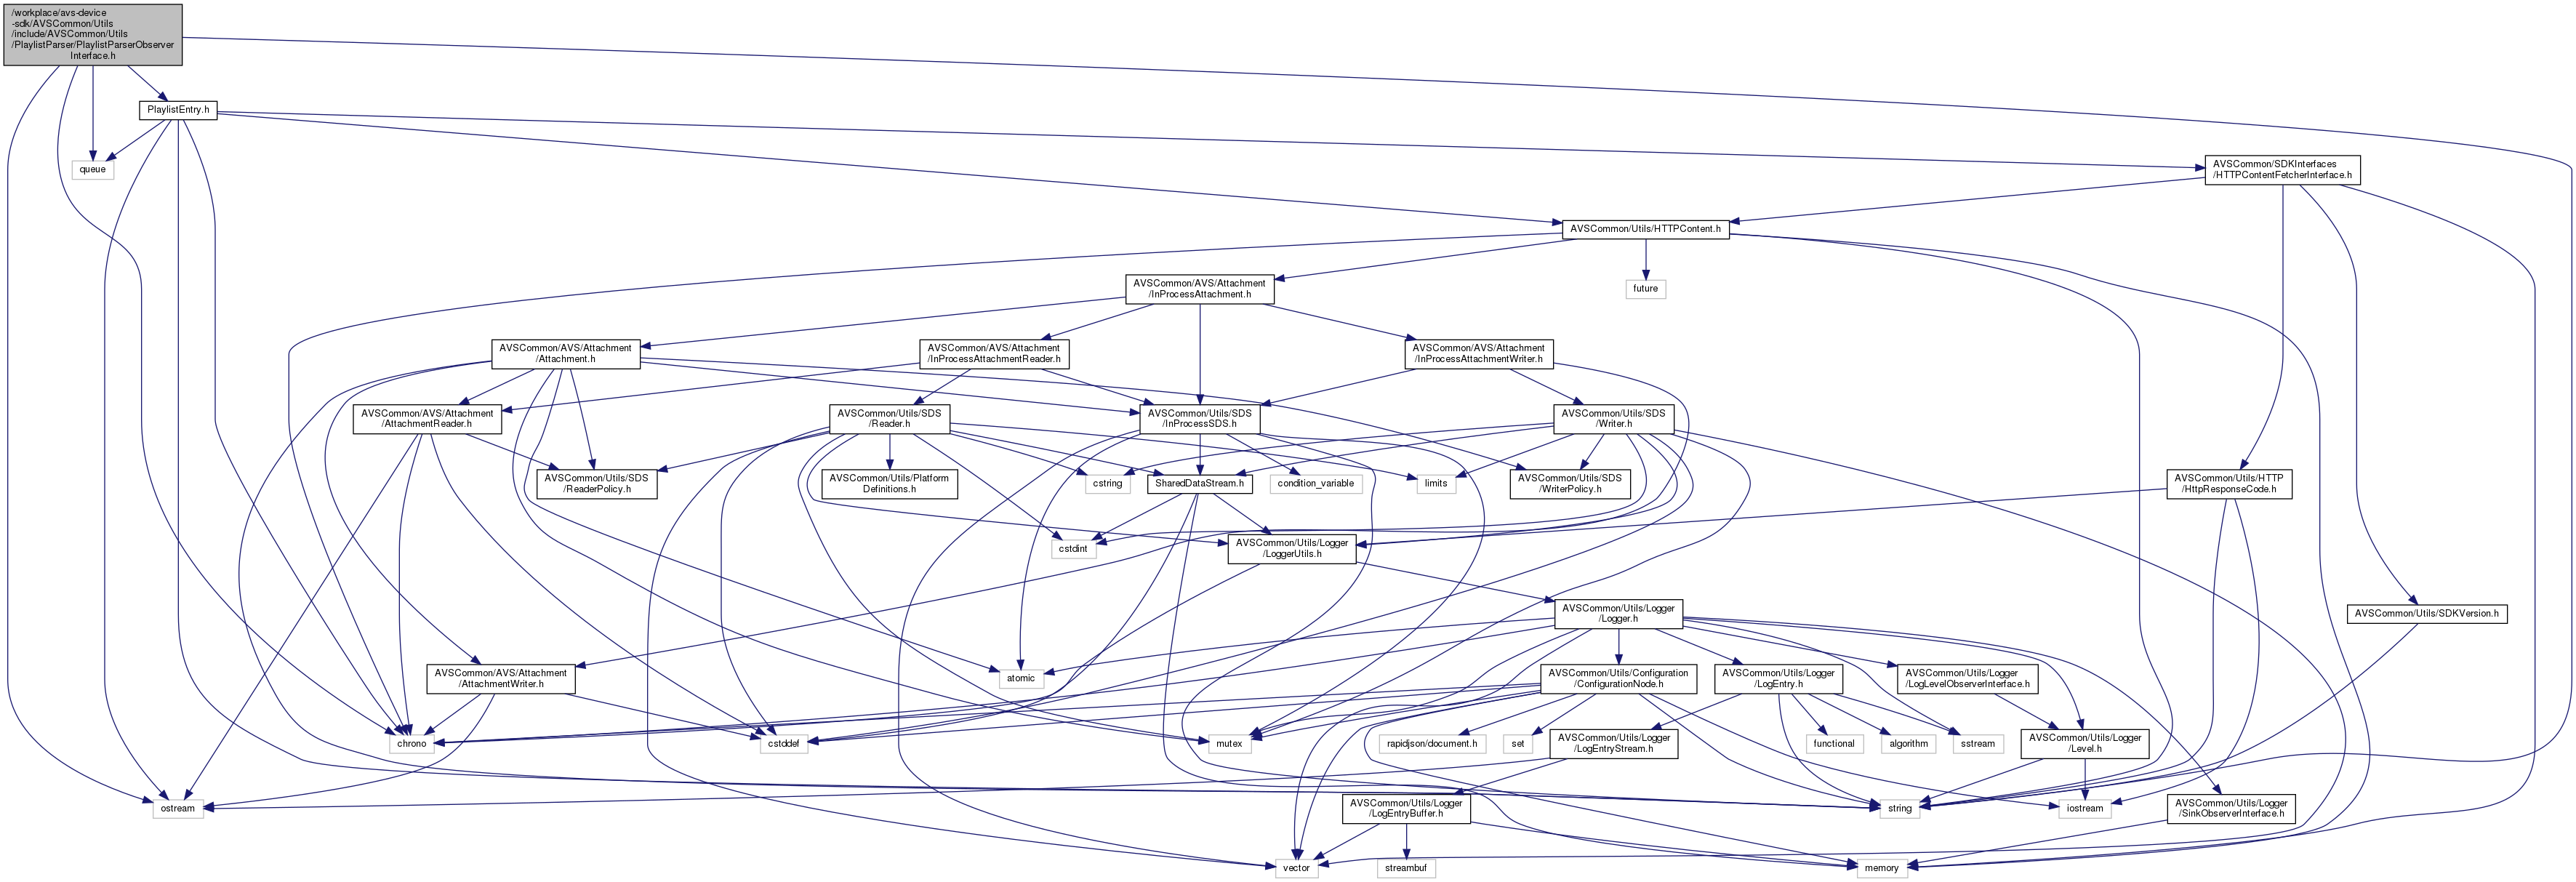 /workplace/avs-device
-sdk/AVSCommon/Utils
/include/AVSCommon/Utils
/PlaylistParser/PlaylistParserObserver
Interface.h
PlaylistEntry.h
queue
AVSCommon/SDKInterfaces
/HTTPContentFetcherInterface.h
AVSCommon/Utils/HTTPContent.h
AVSCommon/AVS/Attachment
/InProcessAttachment.h
future
AVSCommon/AVS/Attachment
/Attachment.h
AVSCommon/AVS/Attachment
/InProcessAttachmentReader.h
AVSCommon/AVS/Attachment
/InProcessAttachmentWriter.h
AVSCommon/AVS/Attachment
/AttachmentReader.h
AVSCommon/Utils/SDS
/Reader.h
AVSCommon/Utils/SDS
/InProcessSDS.h
AVSCommon/Utils/SDS
/Writer.h
AVSCommon/Utils/SDS
/ReaderPolicy.h
AVSCommon/Utils/Platform
Definitions.h
cstring
SharedDataStream.h
condition_variable
limits
AVSCommon/Utils/SDS
/WriterPolicy.h
AVSCommon/Utils/HTTP
/HttpResponseCode.h
cstdint
AVSCommon/Utils/Logger
/LoggerUtils.h
AVSCommon/Utils/Logger
/Logger.h
AVSCommon/Utils/SDKVersion.h
AVSCommon/AVS/Attachment
/AttachmentWriter.h
atomic
AVSCommon/Utils/Configuration
/ConfigurationNode.h
AVSCommon/Utils/Logger
/LogEntry.h
AVSCommon/Utils/Logger
/LogLevelObserverInterface.h
chrono
cstddef
mutex
rapidjson/document.h
set
AVSCommon/Utils/Logger
/LogEntryStream.h
functional
algorithm
sstream
AVSCommon/Utils/Logger
/Level.h
ostream
AVSCommon/Utils/Logger
/LogEntryBuffer.h
string
iostream
AVSCommon/Utils/Logger
/SinkObserverInterface.h
vector
streambuf
memory